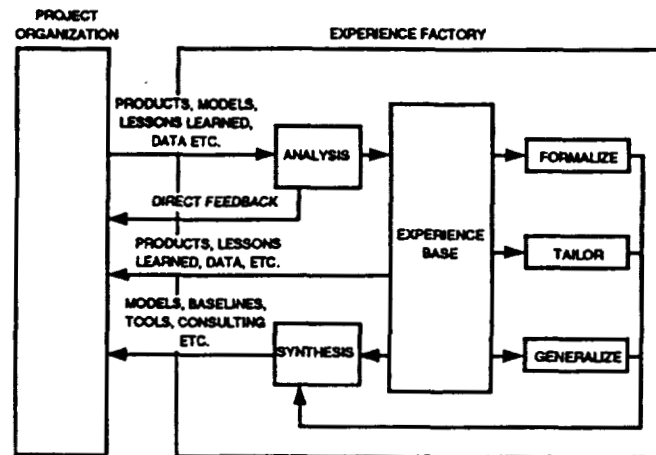 PROJECT
ORGANIZATION
EXPERIENCE FACTORY
PRODUCTS, MODELS,
LESSONS LEARNED,
DATA ETC.
ANALYSIS
FORMALIZE
DIRECT FEEDBACK
EXPERIENCE
BASE
PRODUCTS, LESSONS
LEARNED, DATA, ETC.
TAILOR
MODELS, BASELINES,
TOOLS, CONSULTING
ETC.
SYNTHESIS
GENERALIZE